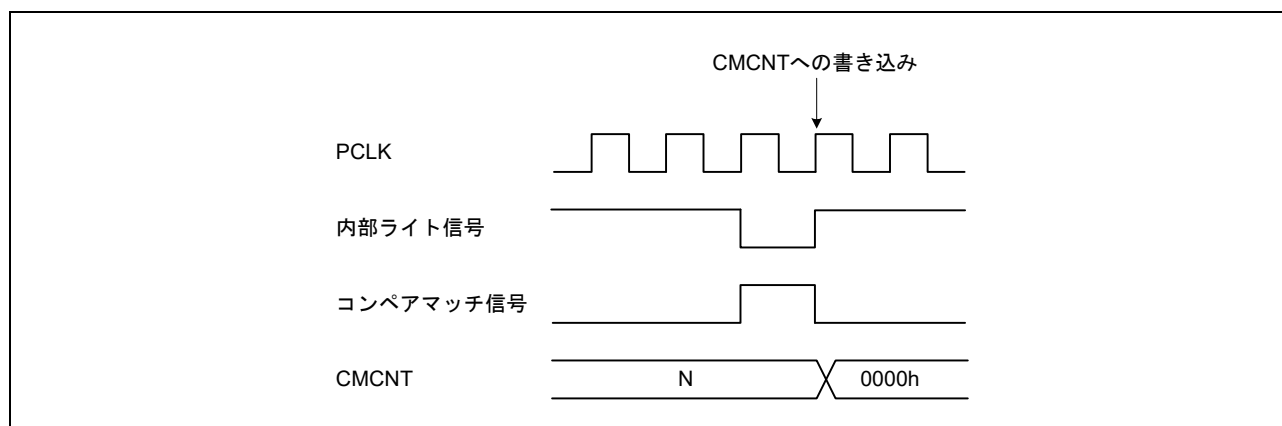 CMCNTへの書き込み
PCLK
内部ライト信号
コンペアマッチ信号
CMCNT
N
0000h